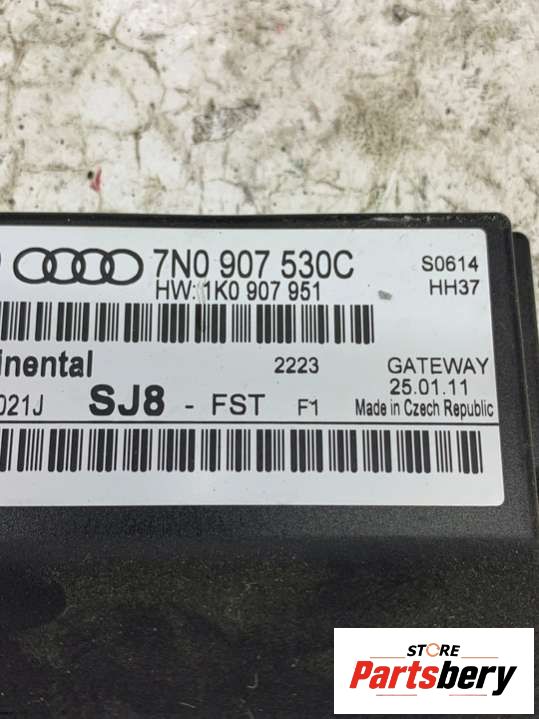 7N0 907 530C S0614
HW: 1K0 907 951 HH37
inental 2223 GATEWAY
25.01.11
021J SJ8 - FST F1 Made in Czech Republic
STORE
Partsbery